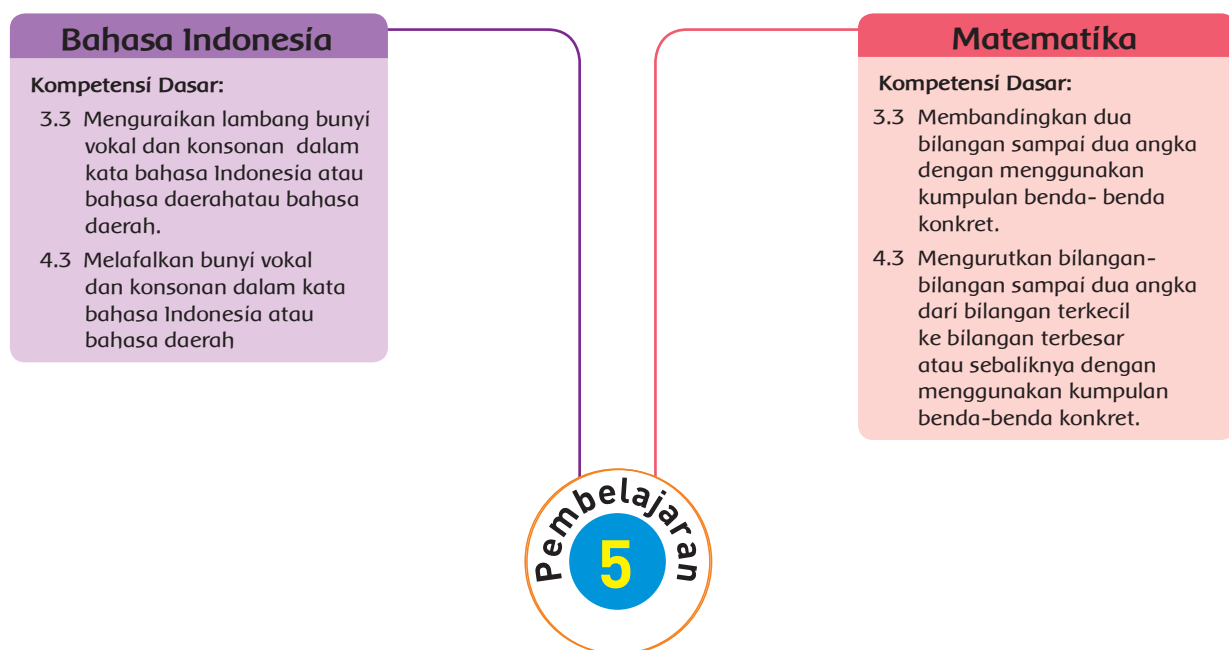 Bahasa Indonesia
Kompetensi Dasar:
3.3 Menguraikan lambang bunyi
vokal dan konsonan dalam
kata bahasa Indonesia atau
bahasa daerahatau bahasa
daerah.
4.3 Melafalkan bunyi vokal
dan konsonan dalam kata
bahasa Indonesia atau
bahasa daerah
Matematika
Kompetensi Dasar:
3.3 Membandingkan dua
bilangan sampai dua angka
dengan menggunakan
kumpulan benda- benda
konkret.
4.3 Mengurutkan bilangan-
bilangan sampai dua angka
dari bilangan terkecil
ke bilangan terbesar
atau sebaliknya dengan
menggunakan kumpulan
benda-benda konkret.
Pembelajaran
5